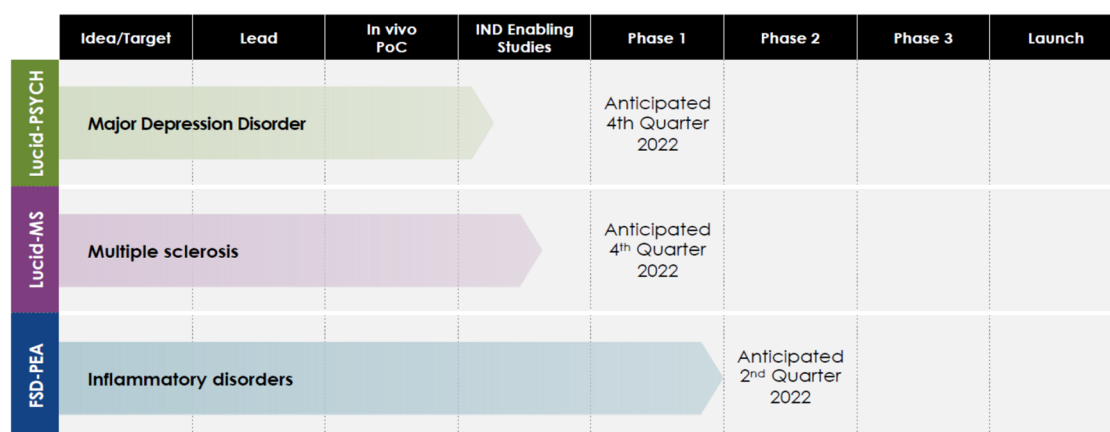 Idea/Target
Lead
In vivo
PoC
IND Enabling
Studies
Phase 1
Phase 2
Phase 3
Launch
Lucid-PSYCH
Major Depression Disorder
Anticipated
4th Quarter
2022
Lucid-MS
Multiple sclerosis
Anticipated
4th Quarter
2022
FSD-PEA
Inflammatory disorders
Anticipated
2nd Quarter
2022